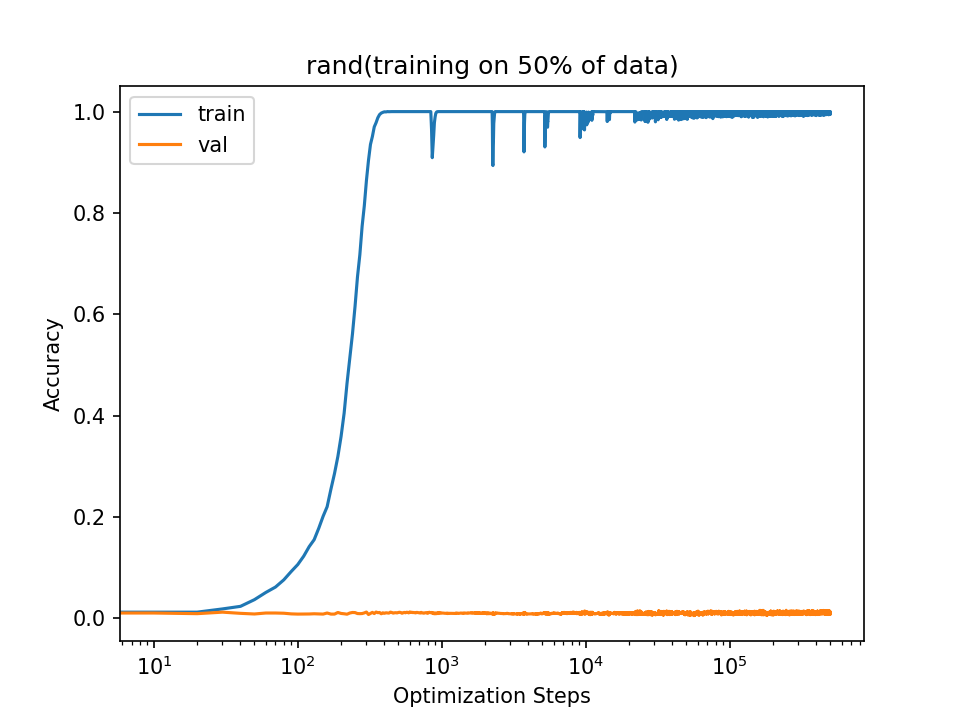 rand(training on 50% of data)
train
val
Accuracy
1.0
0.8
0.6
0.4
0.2
0.0
10¹ 10² 10³ 10⁴ 10⁵
Optimization Steps